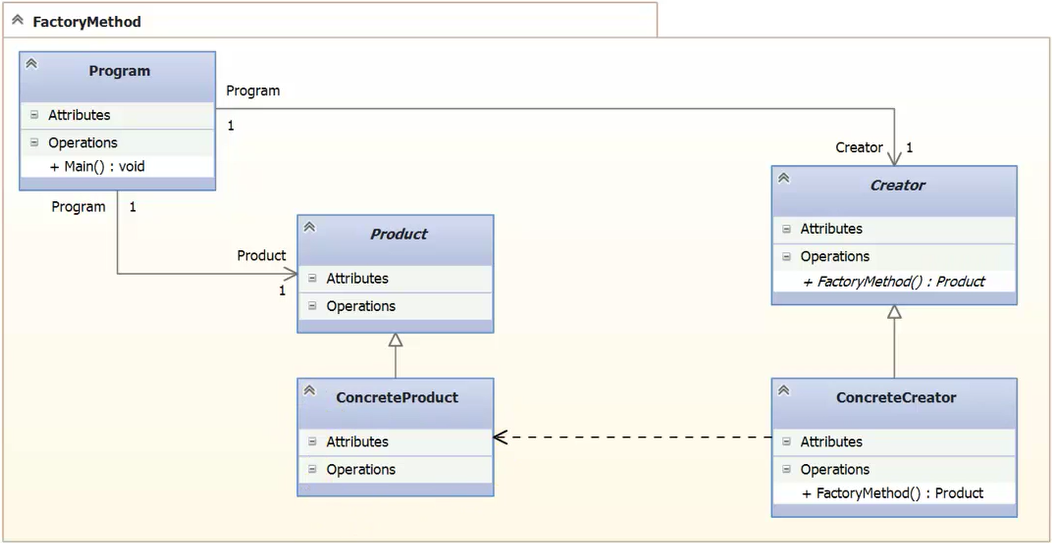 FactoryMethod
Program
Attributes
Operations
+ Main() : void
Program
1
Creator
1
Program
1
Product
1
Product
Attributes
Operations
Creator
Attributes
Operations
+ FactoryMethod() : Product
ConcreteProduct
Attributes
Operations
ConcreteCreator
Attributes
Operations
+ FactoryMethod() : Product